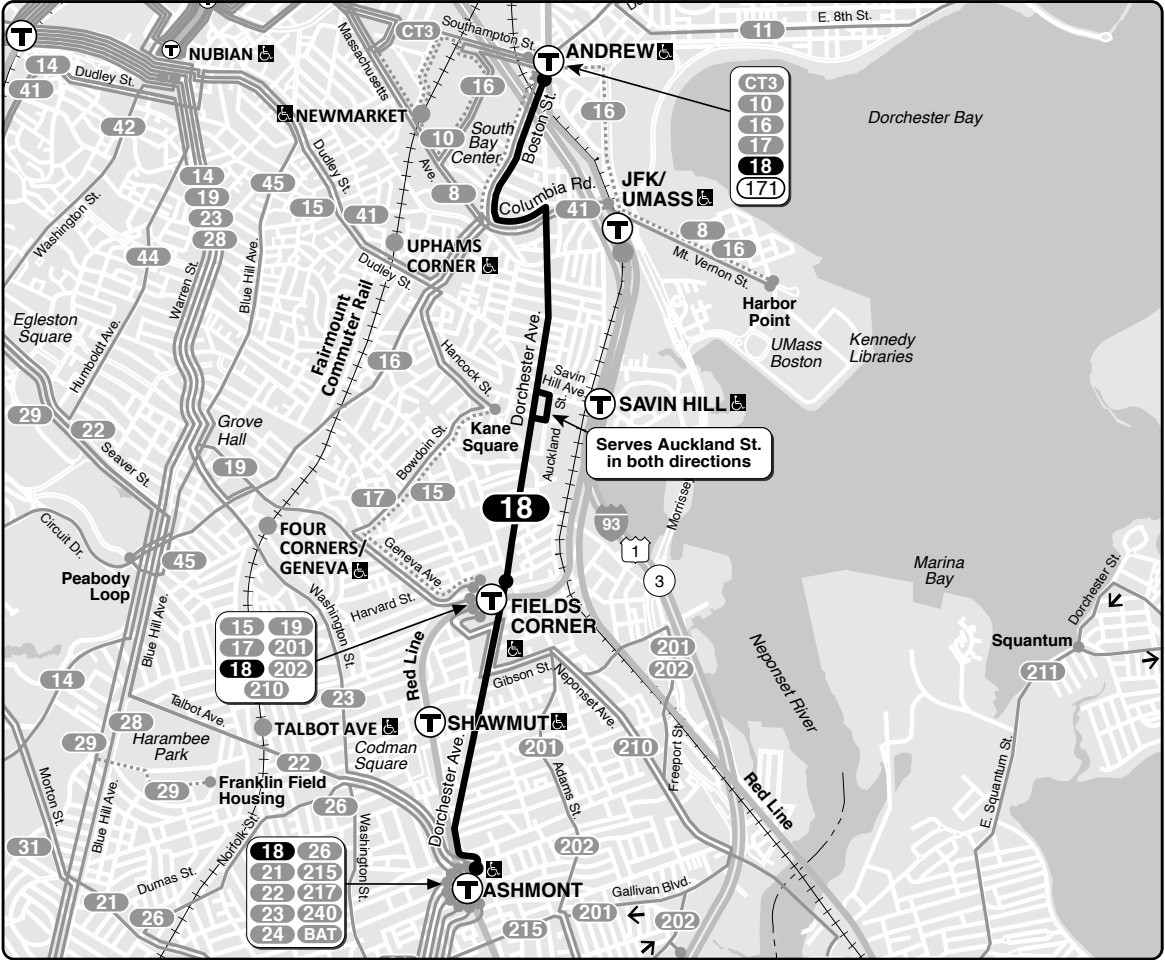 CT3
Southampton St.
E. 8th St.
11
T
T
NUBIAN
T
ANDREW
14
Dudley St.
41
Massachusetts
Ave.
16
16
CT3
10
16
17
18
171
Dorchester Bay
NEWMARKET
42
10
South
Bay
Center
Boston St.
Dudley St.
14
19
23
28
45
15
41
8
Columbia Rd.
41
JFK/
UMASS
T
8
16
Mt. Vernon St.
Washington St.
44
Warren St.
Blue Hill Ave.
UPHAMS
CORNER
Dudley St.
Harbor
Point
Egleston
Square
Humboldt Ave.
Fairmount
Commuter Rail
16
Hancock St.
Dorchester Ave.
UMass
Boston
Kennedy
Libraries
Savin
Hill Ave.
T
SAVIN HILL
29
22
Grove
Hall
Kane
Square
Auckland St.
Serves Auckland St.
in both directions
Seaver St.
19
Bowdoin St.
17
15
18
93
Morrissey
1
3
Circuit Dr.
FOUR
CORNERS/
GENEVA
Geneva Ave.
45
Peabody
Loop
Marina
Bay
Dorchester St.
Harvard St.
T
FIELDS
CORNER
Washington St.
Blue Hill Ave.
15
19
17
201
18
202
210
Red Line
Squantum
211
201
202
Neponset River
14
Gibson St.
Neponset Ave.
Talbot Ave.
23
28
29
Harambee
Park
TALBOT AVE
T
SHAWMUT
Codman
Square
201
210
Freeport St.
22
Dorchester Ave.
Adams St.
E. Squantum St.
29
Franklin Field
Housing
Morton St.
Blue Hill Ave.
26
Norfolk St.
Washington St.
Red Line
31
18
26
21
215
22
217
23
240
24
BAT
202
Dumas St.
T
ASHMONT
Gallivan Blvd.
21
26
201
202
215